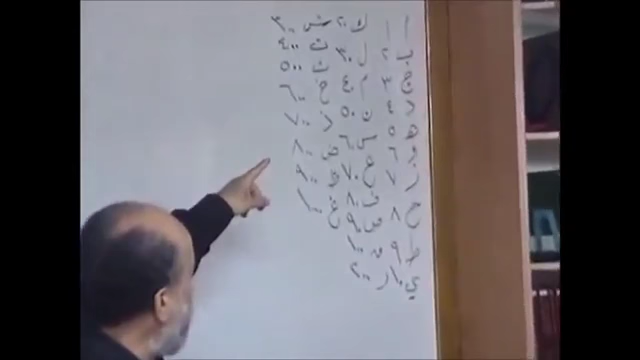 أ ١ ك ٢٠ ش ٣٠٠
ب ٢ ل ٣٠ ت ٤٠٠
ج ٣ م ٤٠ ث ٥٠٠
د ٤ ن ٥٠ خ ٦٠٠
ه ٥ س ٦٠ ذ ٧٠٠
و ٦ ع ٧٠ ض ٨٠٠
ز ٧ ف ٨٠ ظ ٩٠٠
ح ٨ ص ٩٠ غ ١٠٠٠
ط ٩ ق ١٠٠
ي ١٠ ر ٢٠٠